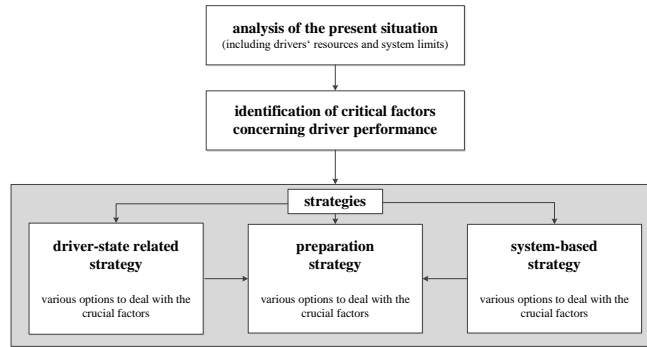 analysis of the present situation
(including drivers‘ resources and system limits)
identification of critical factors
concerning driver performance
strategies
driver-state related
strategy
various options to deal with the
crucial factors
preparation
strategy
various options to deal with the
crucial factors
system-based
strategy
various options to deal with the
crucial factors